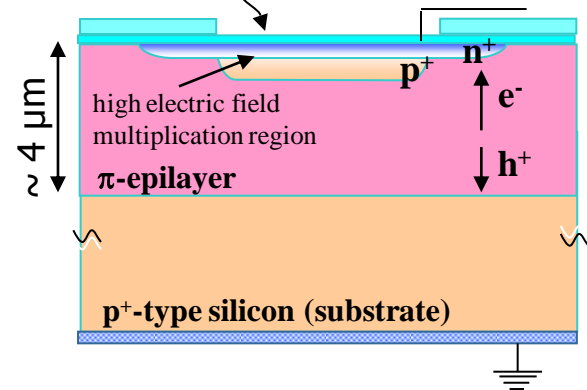 n⁺
p⁺
high electric field
multiplication region
e⁻
~ 4 μm
h⁺
π-epilayer
p⁺-type silicon (substrate)